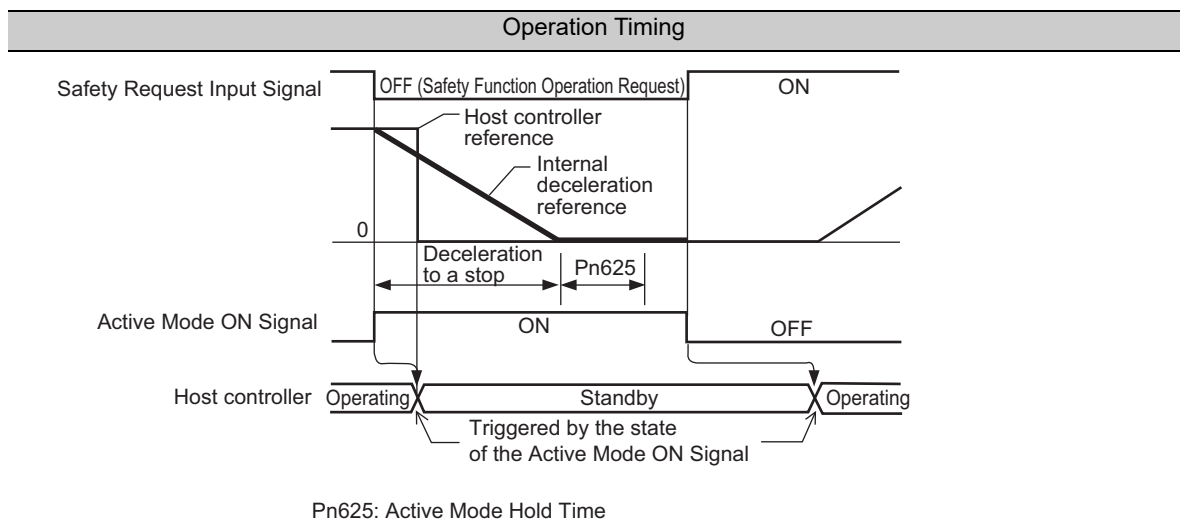 Operation Timing
Safety Request Input Signal
OFF (Safety Function Operation Request)
ON
Host controller
reference
Internal
deceleration
reference
0
Deceleration
to a stop
Pn625
Active Mode ON Signal
ON
OFF
Host controller
Operating
Standby
Operating
Triggered by the state
of the Active Mode ON Signal
Pn625: Active Mode Hold Time